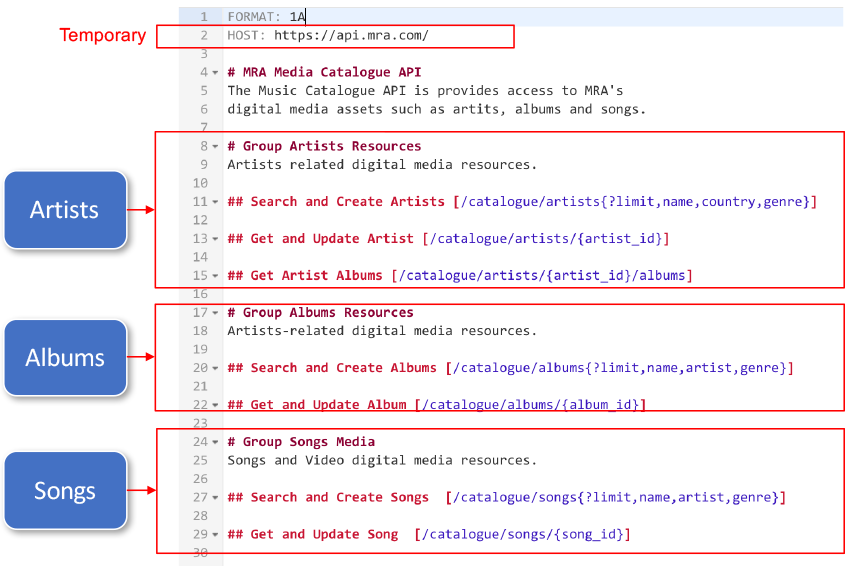 1 FORMAT: 1A
Temporary
2 HOST: https://api.mra.com/
3
4 # MRA Media Catalogue API
5 The Music Catalogue API is provides access to MRA's
6 digital media assets such as artits, albums and songs.
7
8 # Group Artists Resources
9 Artists related digital media resources.
10
Artists
11 ## Search and Create Artists [/catalogue/artists{?limit,name,country,genre}]
12
13 ## Get and Update Artist [/catalogue/artists/{artist_id}]
14
15 ## Get Artist Albums [/catalogue/artists/{artist_id}/albums]
16
17 # Group Albums Resources
18 Artists-related digital media resources.
19
Albums
20 ## Search and Create Albums [/catalogue/albums{?limit,name,artist,genre}]
21
22 ## Get and Update Album [/catalogue/albums/{album_id}]
23
24 # Group Songs Media
25 Songs and Video digital media resources.
26
Songs
27 ## Search and Create Songs  [/catalogue/songs{?limit,name,artist,genre}]
28
29 ## Get and Update Song  [/catalogue/songs/{song_id}]
30